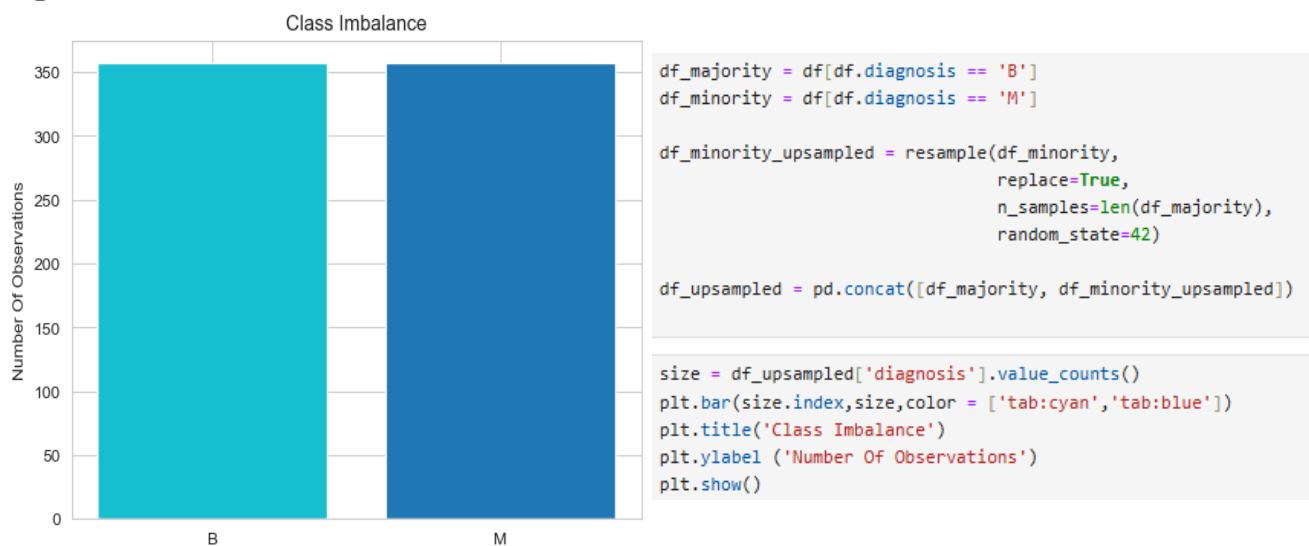 Class Imbalance
Number Of Observations
350
300
250
200
150
100
50
0
B
M
df_majority = df[df.diagnosis == 'B']
df_minority = df[df.diagnosis == 'M']
df_minority_upsampled = resample(df_minority,
replace=True,
n_samples=len(df_majority),
random_state=42)
df_upsampled = pd.concat([df_majority, df_minority_upsampled])
size = df_upsampled['diagnosis'].value_counts()
plt.bar(size.index,size,color = ['tab:cyan','tab:blue'])
plt.title('Class Imbalance')
plt.ylabel ('Number Of Observations')
plt.show()